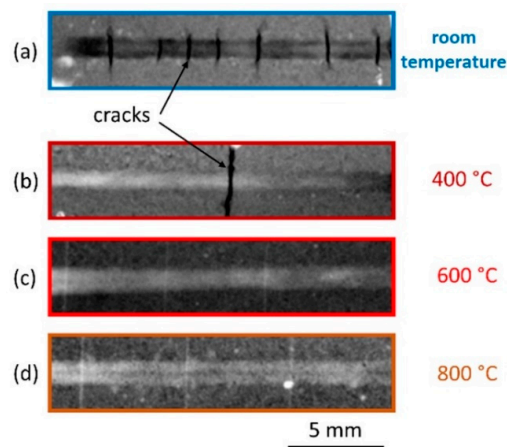 (a)
room
temperature
cracks
(b)
400 °C
(c)
600 °C
(d)
800 °C
5 mm